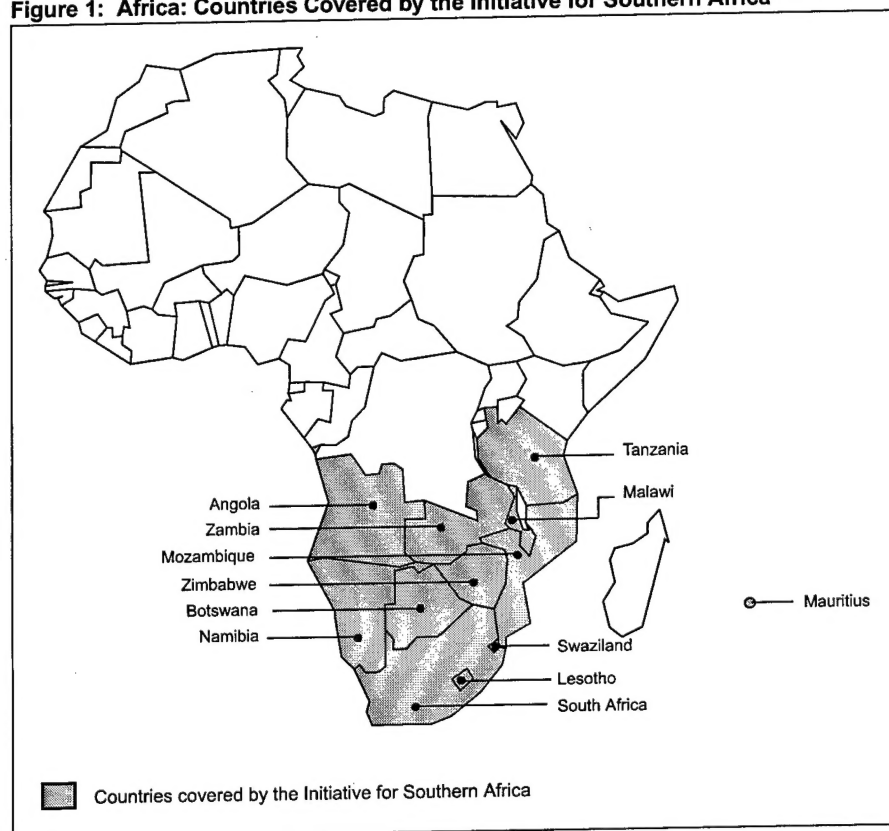 Figure 1: Africa: Countries Covered by the Initiative for Southern Africa
Tanzania
Malawi
Angola
Zambia
Mozambique
Zimbabwe
Botswana
Namibia
Mauritius
Swaziland
Lesotho
South Africa
Countries covered by the Initiative for Southern Africa